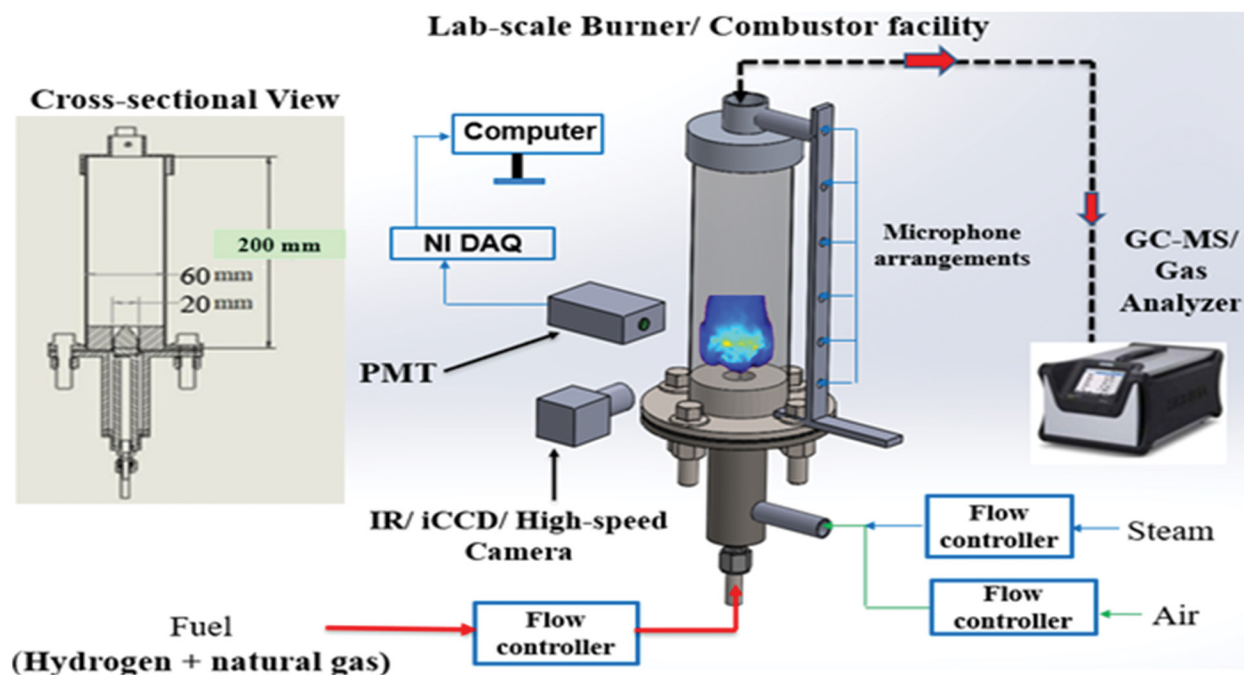 Lab-scale Burner/ Combustor facility
Cross-sectional View
200 mm
60 mm
20 mm
Computer
NI DAQ
PMT
IR/ iCCD/ High-speed
Camera
Microphone
arrangements
GC-MS/
Gas
Analyzer
Flow
controller
Steam
Flow
controller
Air
Fuel
(Hydrogen + natural gas)
Flow
controller